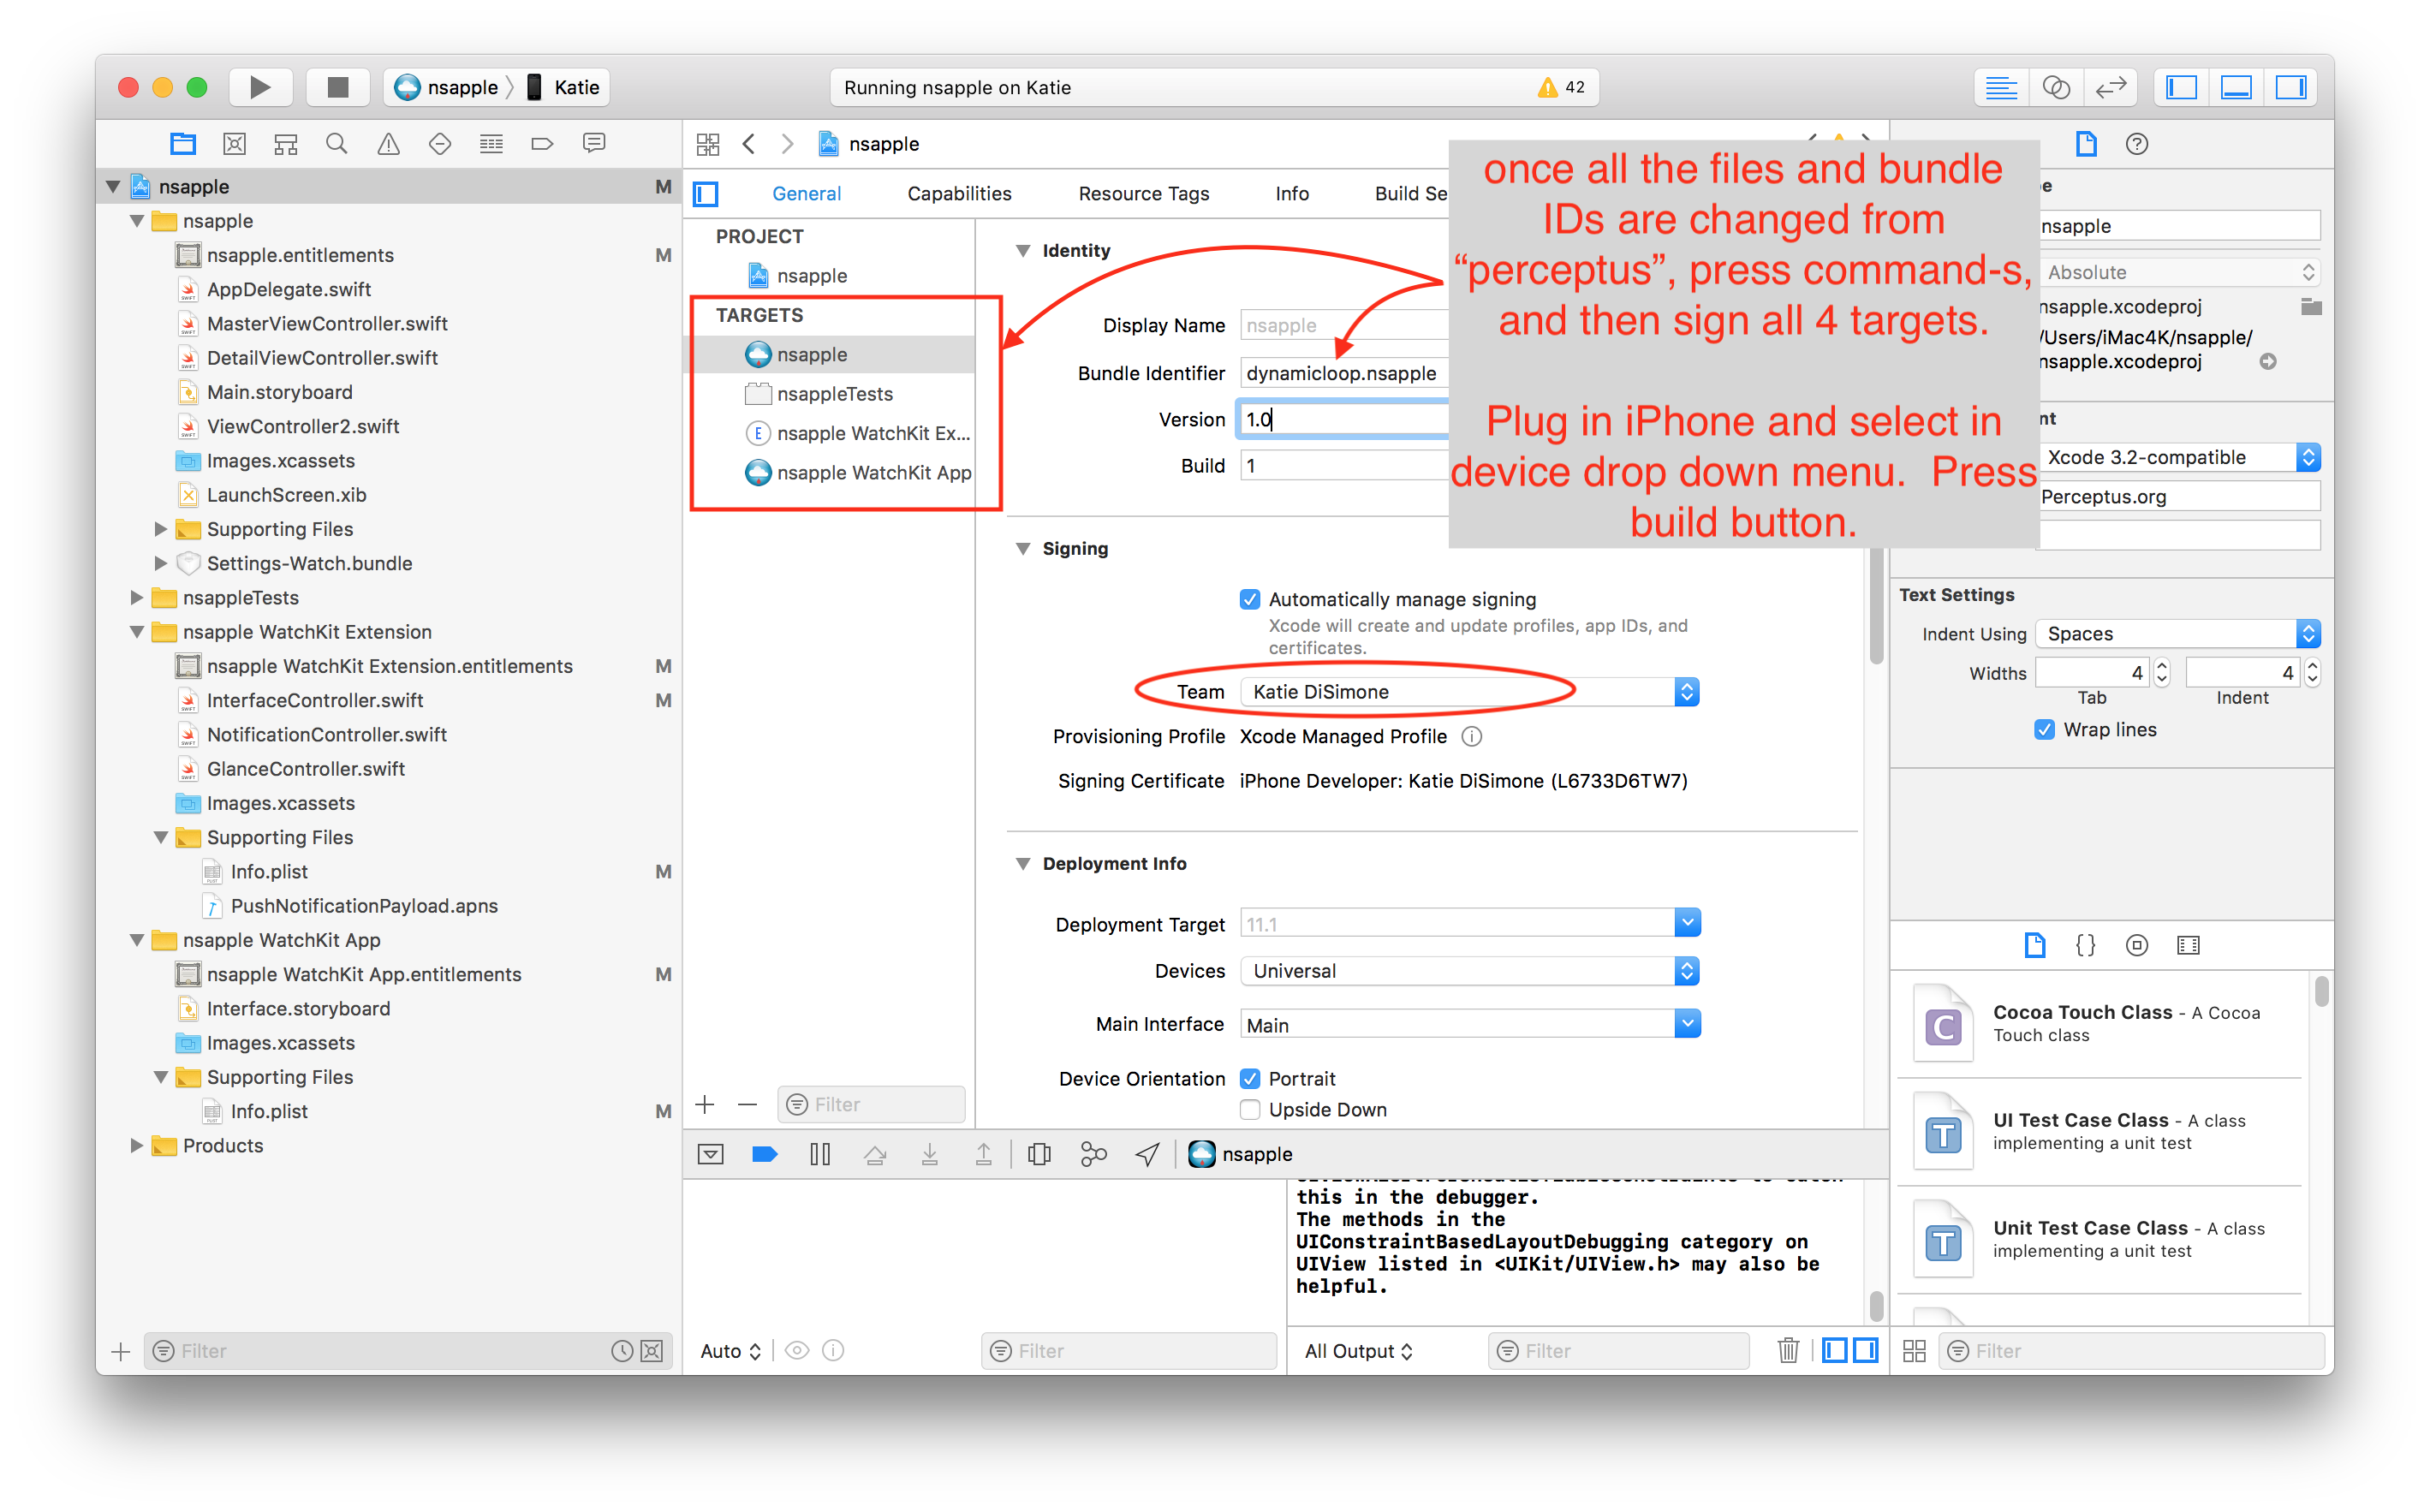 nsapple
Katie
Running nsapple on Katie
42
nsapple M
nsapple
nsapple.entitlements M
AppDelegate.swift
MasterViewController.swift
DetailViewController.swift
Main.storyboard
ViewController2.swift
Images.xcassets
LaunchScreen.xib
Supporting Files
Settings-Watch.bundle
nsappleTests
nsapple WatchKit Extension
nsapple WatchKit Extension.entitlements M
InterfaceController.swift M
NotificationController.swift
GlanceController.swift
Images.xcassets
Supporting Files
Info.plist M
PushNotificationPayload.apns
nsapple WatchKit App
nsapple WatchKit App.entitlements M
Interface.storyboard
Images.xcassets
Supporting Files
Info.plist M
Products
Filter
nsapple
General Capabilities Resource Tags Info Build Se
PROJECT
nsapple
TARGETS
nsapple
nsappleTests
E nsapple WatchKit Ex...
nsapple WatchKit App
Filter
Identity
Display Name nsapple
Bundle Identifier dynamicloop.nsapple
Version 1.0
Build 1
once all the files and bundle
IDs are changed from
“perceptus”, press command-s,
and then sign all 4 targets.
Plug in iPhone and select in
device drop down menu. Press
build button.
Signing
Automatically manage signing
Xcode will create and update profiles, app IDs, and
certificates.
Team Katie DiSimone
Provisioning Profile Xcode Managed Profile
Signing Certificate iPhone Developer: Katie DiSimone (L6733D6TW7)
Deployment Info
Deployment Target 11.1
Devices Universal
Main Interface Main
Device Orientation Portrait
Upside Down
nsapple
this in the debugger.
The methods in the
UIConstraintBasedLayoutDebugging category on
UIView listed in <UIKit/UIView.h> may also be
helpful.
Auto
Filter
All Output
Filter
nsapple
Absolute
nsapple.xcodeproj
/Users/iMac4K/nsapple/
nsapple.xcodeproj
nt
Xcode 3.2-compatible
Perceptus.org
Text Settings
Indent Using Spaces
Widths 4 4
Tab Indent
Wrap lines
{}
C
Cocoa Touch Class - A Cocoa
Touch class
T
UI Test Case Class - A class
implementing a unit test
T
Unit Test Case Class - A class
implementing a unit test
Filter